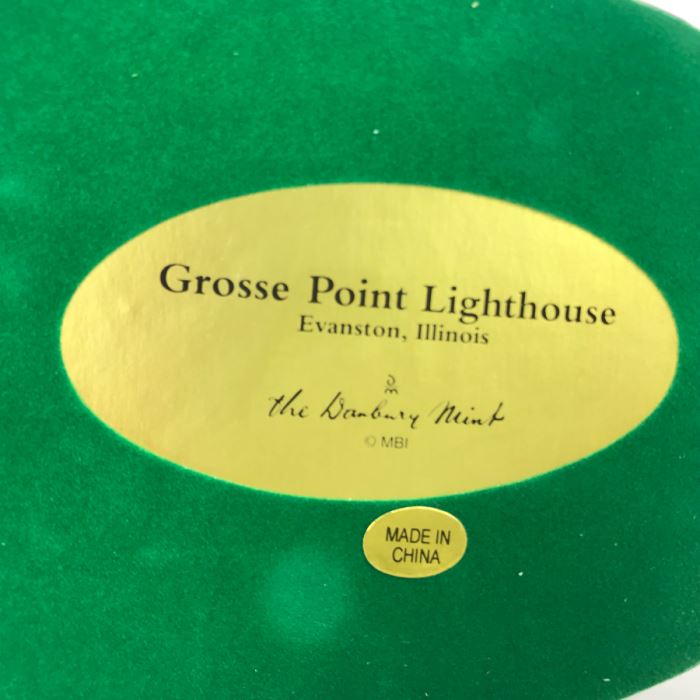 Grosse Point Lighthouse
Evanston, Illinois
the Danbury Mint
© MBI
MADE IN
CHINA